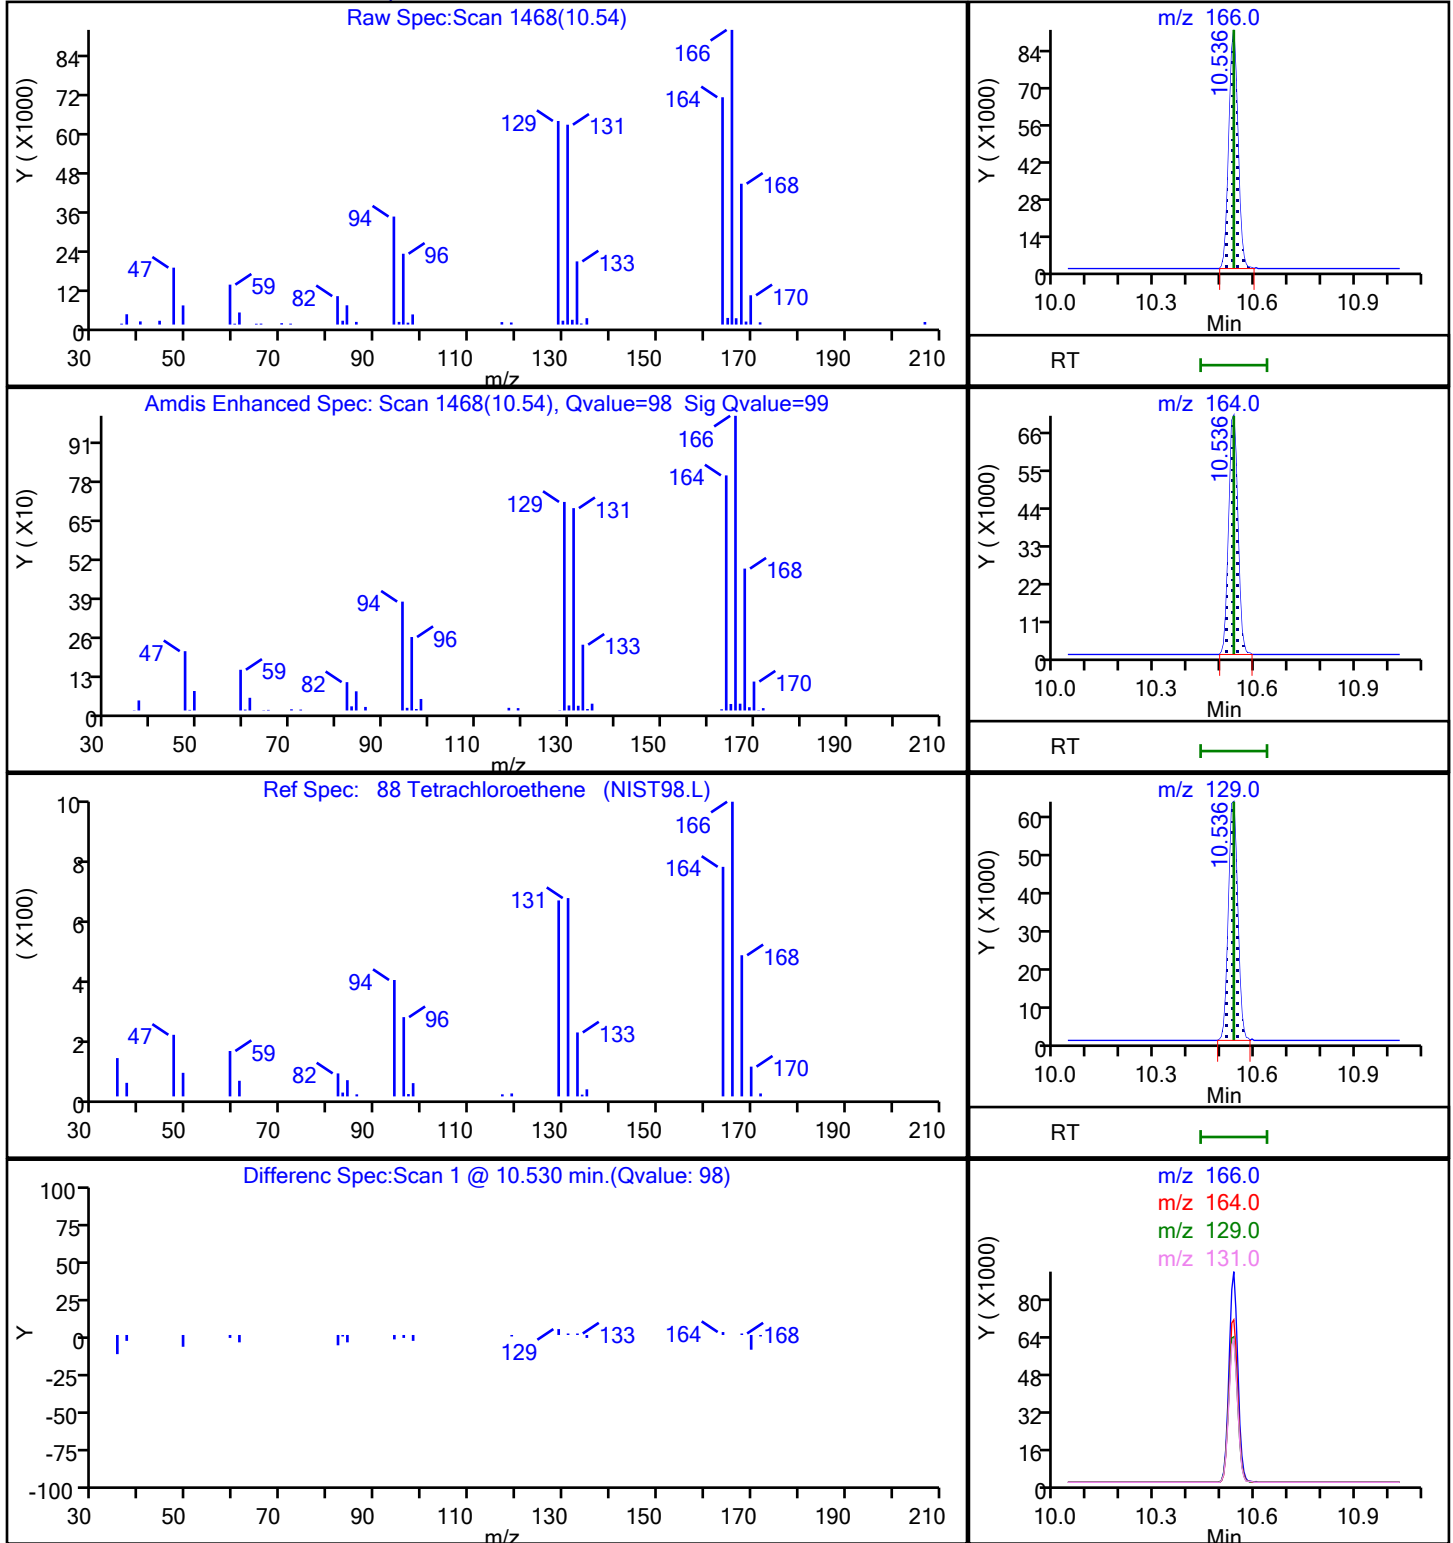 Raw Spec:Scan 1468(10.54)
Y ( X1000)
84
72
60
48
36
24
12
0
166
164
129
131
168
94
96
133
47
59
82
170
30 50 70 90 110 130 150 170 190 210
m/z
m/z 166.0
Y ( X1000)
84
70
56
42
28
14
0
10.536
10.0 10.3 10.6 10.9
Min
RT
Amdis Enhanced Spec: Scan 1468(10.54), Qvalue=98 Sig Qvalue=99
Y ( X10)
91
78
65
52
39
26
13
0
166
164
129
131
168
94
96
133
47
59
82
170
30 50 70 90 110 130 150 170 190 210
m/z
m/z 164.0
Y ( X1000)
66
55
44
33
22
11
0
10.536
10.0 10.3 10.6 10.9
Min
RT
Ref Spec: 88 Tetrachloroethene (NIST98.L)
( X100)
10
8
6
4
2
0
166
164
131
168
94
96
133
47
59
82
170
30 50 70 90 110 130 150 170 190 210
m/z 129.0
Y ( X1000)
60
50
40
30
20
10
0
10.536
10.0 10.3 10.6 10.9
Min
RT
Differenc Spec:Scan 1 @ 10.530 min.(Qvalue: 98)
Y
100
75
50
25
0
-25
-50
-75
-100
129
133
164
168
30 50 70 90 110 130 150 170 190 210
m/z
m/z 166.0
m/z 164.0
m/z 129.0
m/z 131.0
Y ( X1000)
80
64
48
32
16
0
10.0 10.3 10.6 10.9
Min